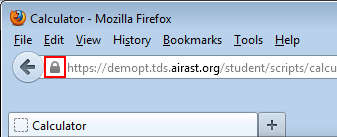 Calculator - Mozilla Firefox
File Edit View History Bookmarks Tools Help
https://demopt.tds.airast.org/student/scripts/calcu
Calculator +